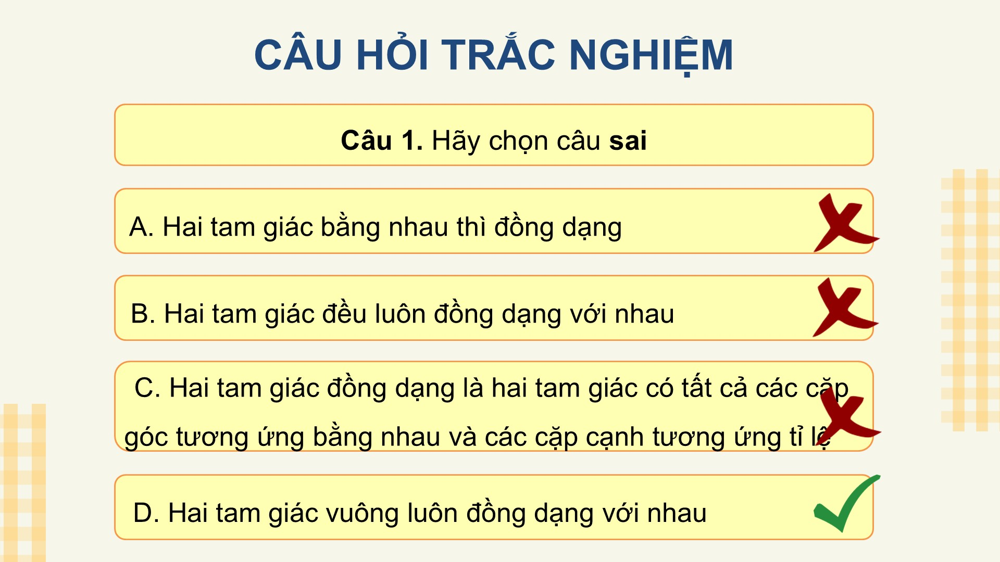 CÂU HỎI TRẮC NGHIỆM
Câu 1. Hãy chọn câu sai
A. Hai tam giác bằng nhau thì đồng dạng
B. Hai tam giác đều luôn đồng dạng với nhau
C. Hai tam giác đồng dạng là hai tam giác có tất cả các cặp
góc tương ứng bằng nhau và các cặp cạnh tương ứng tỉ lệ
D. Hai tam giác vuông luôn đồng dạng với nhau